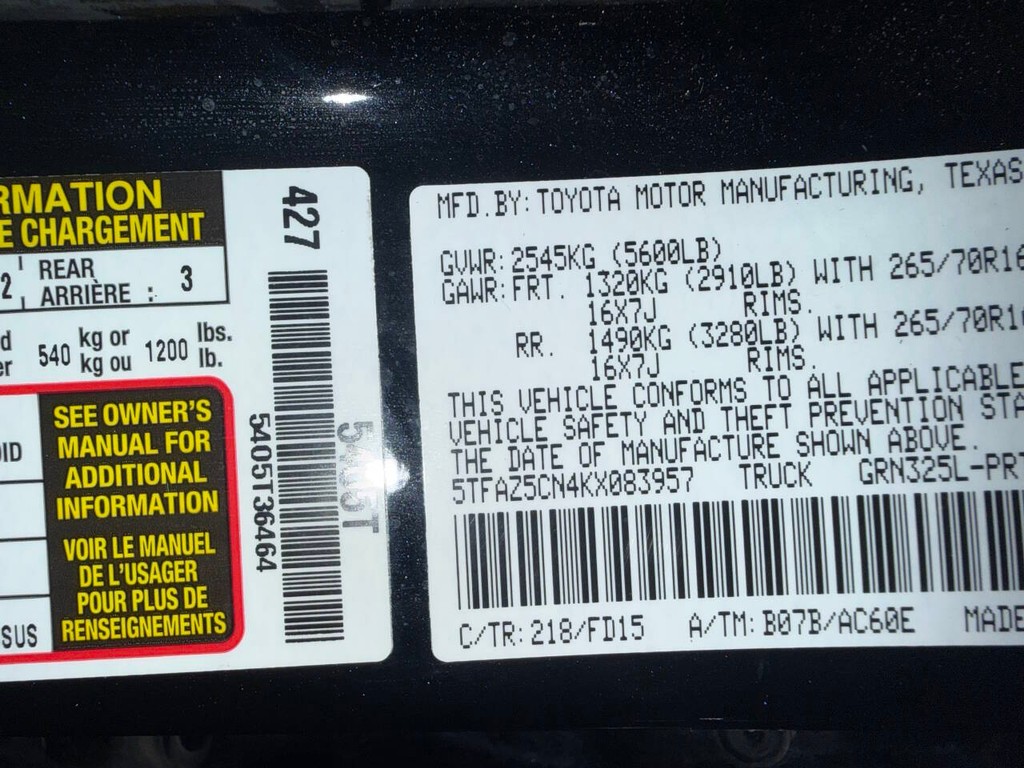 RMATION
E CHARGEMENT
2 REAR
ARRIÈRE : 3
d
er 540 kg or
kg ou 1200 lbs.
lb.
OID
SEE OWNER'S
MANUAL FOR
ADDITIONAL
INFORMATION
VOIR LE MANUEL
DE L'USAGER
POUR PLUS DE
RENSEIGNEMENTS
SUS
427
5405T36464
MFD.BY:TOYOTA MOTOR MANUFACTURING, TEXAS
GVWR:2545KG (5600LB)
GAWR:FRT. 1320KG (2910LB) WITH 265/70R16
16X7J RIMS.
RR. 1490KG (3280LB) WITH 265/70R16
16X7J RIMS.
THIS VEHICLE CONFORMS TO ALL APPLICABLE
VEHICLE SAFETY AND THEFT PREVENTION STA
THE DATE OF MANUFACTURE SHOWN ABOVE.
5TFAZ5CN4KX083957 TRUCK GRN325L-PRT
C/TR:218/FD15 A/TM:B07B/AC60E MADE